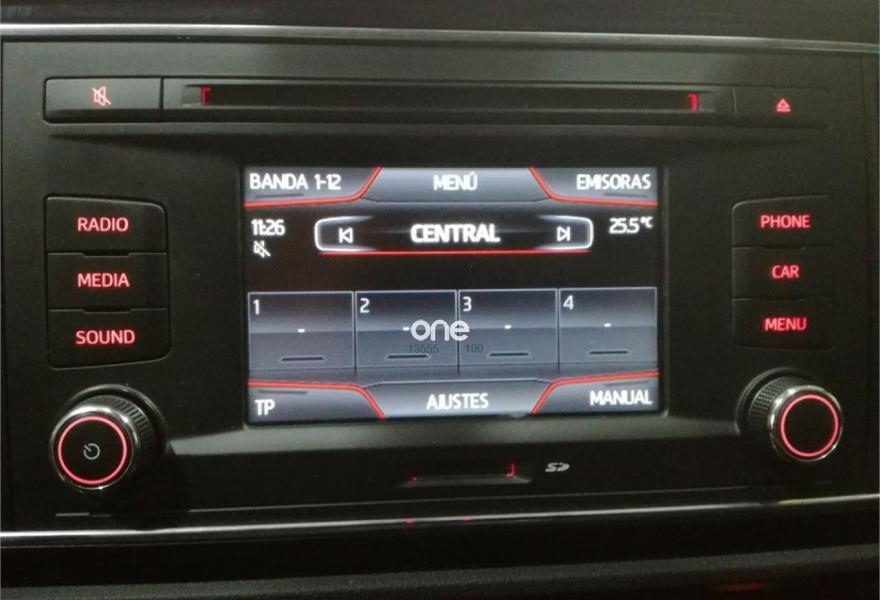 BANDA 1-12 MENÚ EMISORAS
11:26 CENTRAL 25.5°C
RADIO
MEDIA
SOUND
PHONE
CAR
MENU
1 2 3 4
- - - -
one
13555 100
TP AJUSTES MANUAL
SD